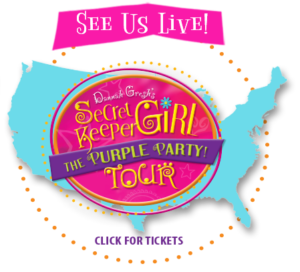 See Us Live!
Dannah Gresh's
Secret
Keeper GIRL
THE PURPLE PARTY!
TOUR
CLICK FOR TICKETS